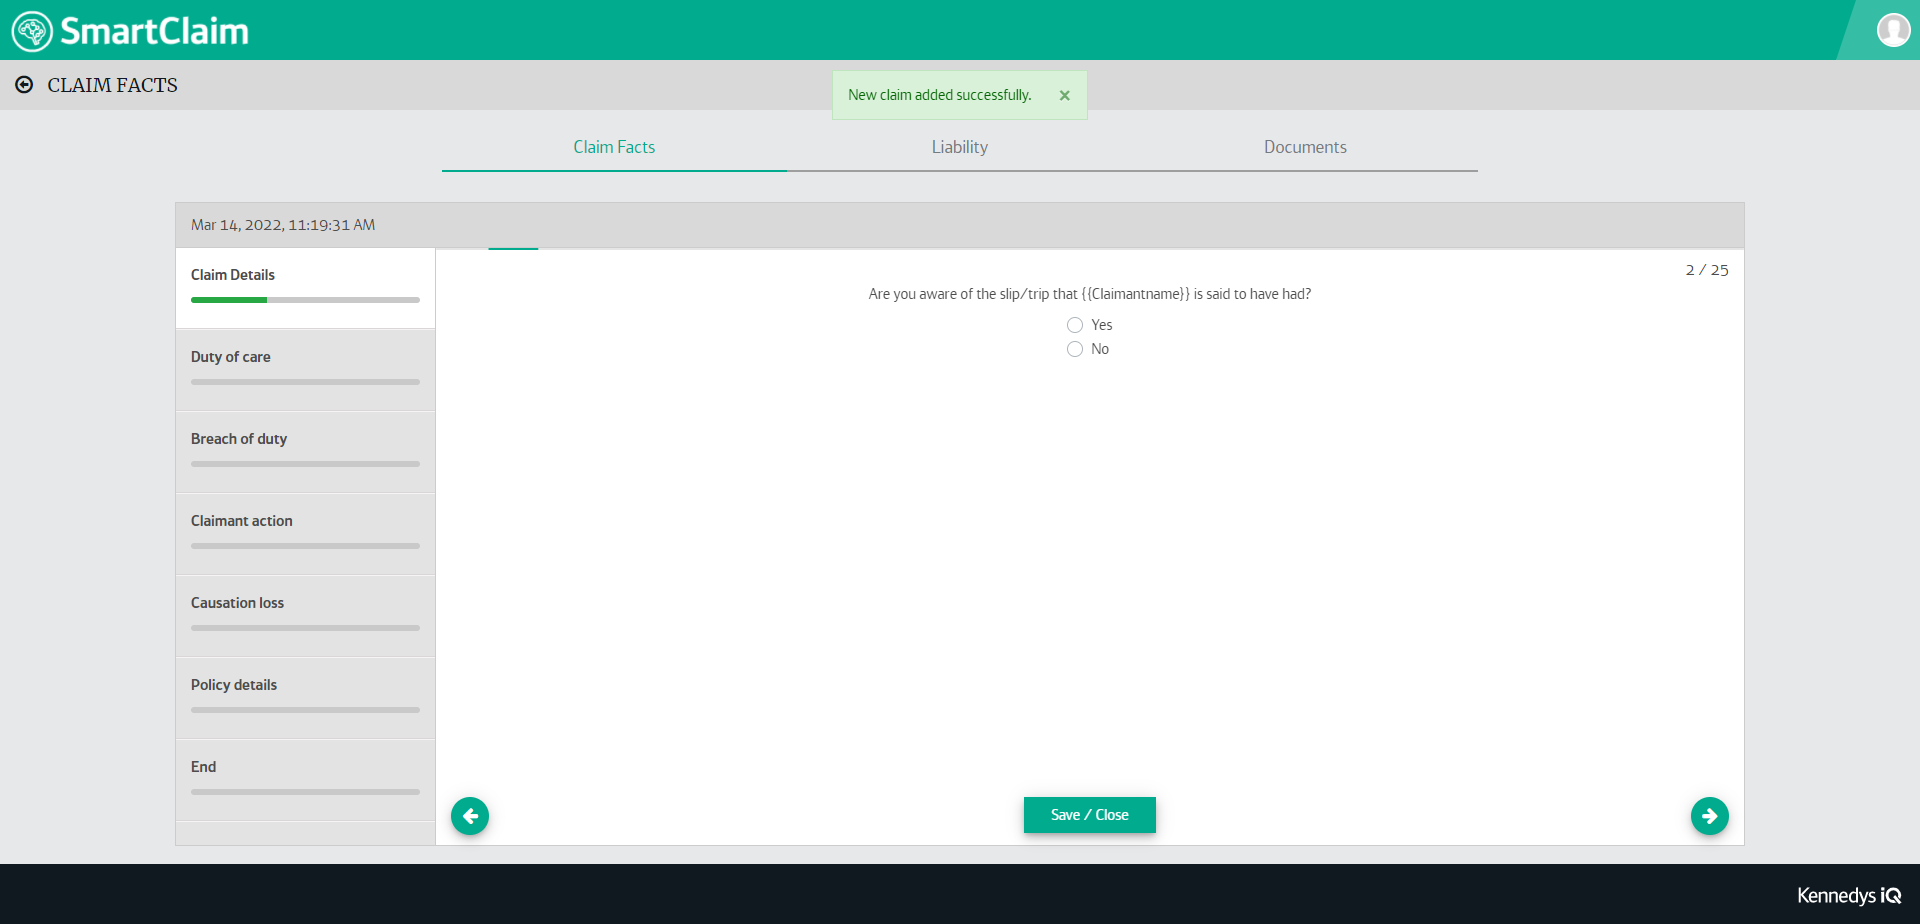 SmartClaim
CLAIM FACTS
New claim added successfully. ×
Claim Facts
Liability
Documents
Mar 14, 2022, 11:19:31 AM
Claim Details
Duty of care
Breach of duty
Claimant action
Causation loss
Policy details
End
2 / 25
Are you aware of the slip/trip that {{Claimantname}} is said to have had?
Yes
No
Save / Close
Kennedys iQ